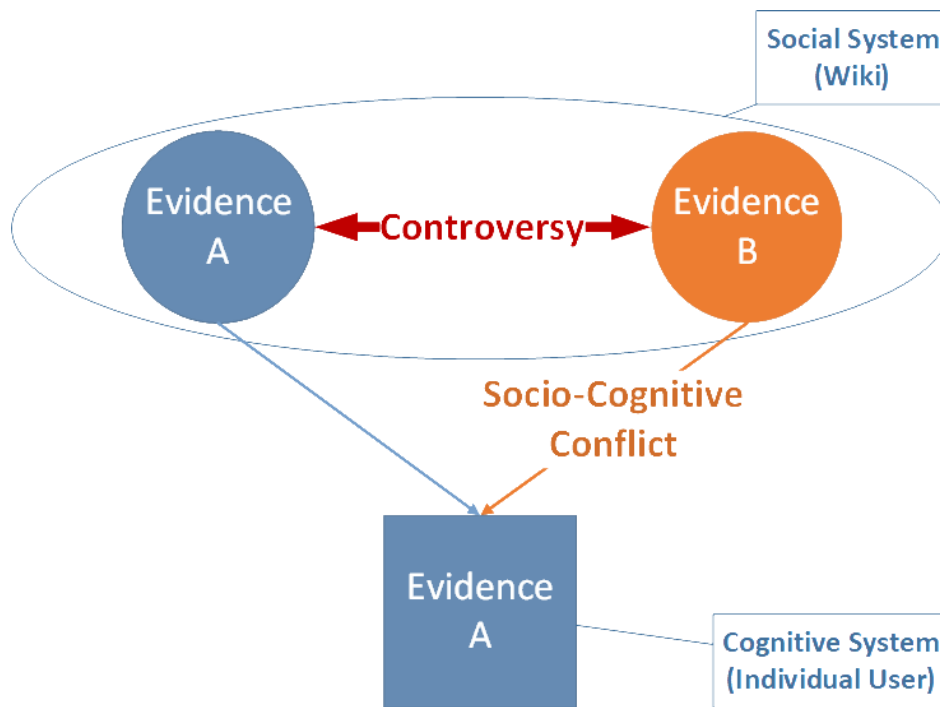 Social System
(Wiki)
Evidence
A
Controversy
Evidence
B
Socio-Cognitive
Conflict
Evidence
A
Cognitive System
(Individual User)